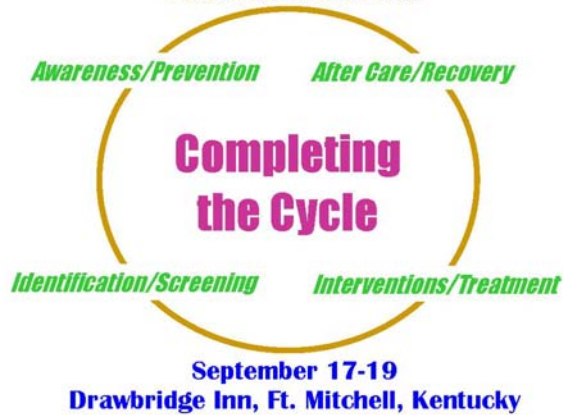 Awareness/Prevention
After Care/Recovery
Completing
the Cycle
Identification/Screening
Interventions/Treatment
September 17-19
Drawbridge Inn, Ft. Mitchell, Kentucky